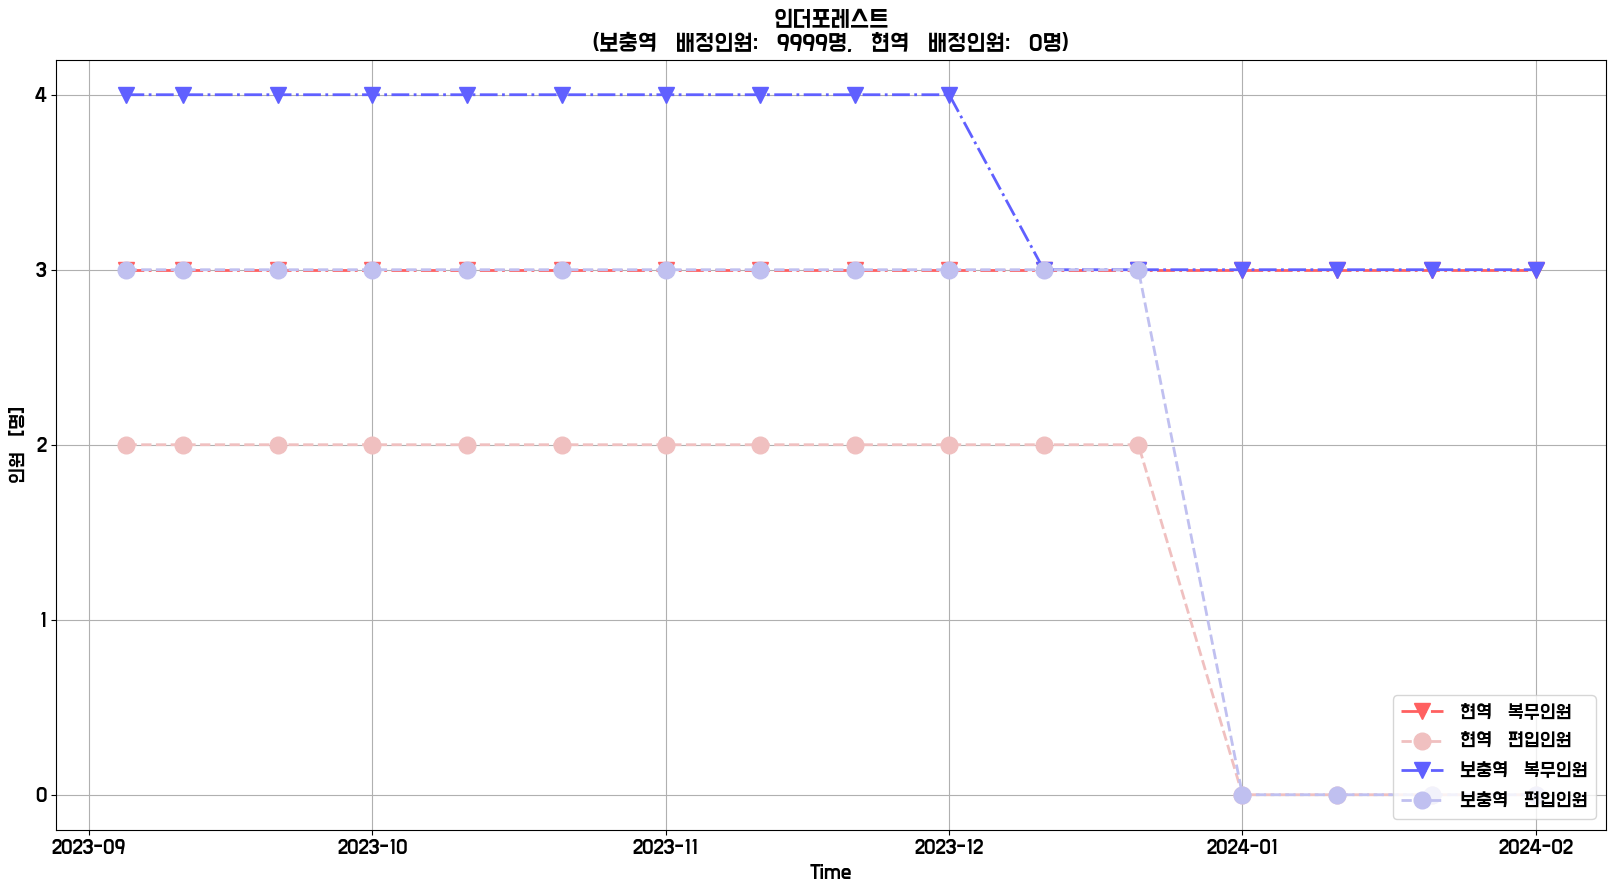 인더포레스트
(보충역 배정인원: 9999명, 현역 배정인원: 0명)
인원 [명]
4
3
2
1
0
2023-09
2023-10
2023-11
2023-12
2024-01
2024-02
Time
현역 복무인원
현역 편입인원
보충역 복무인원
보충역 편입인원